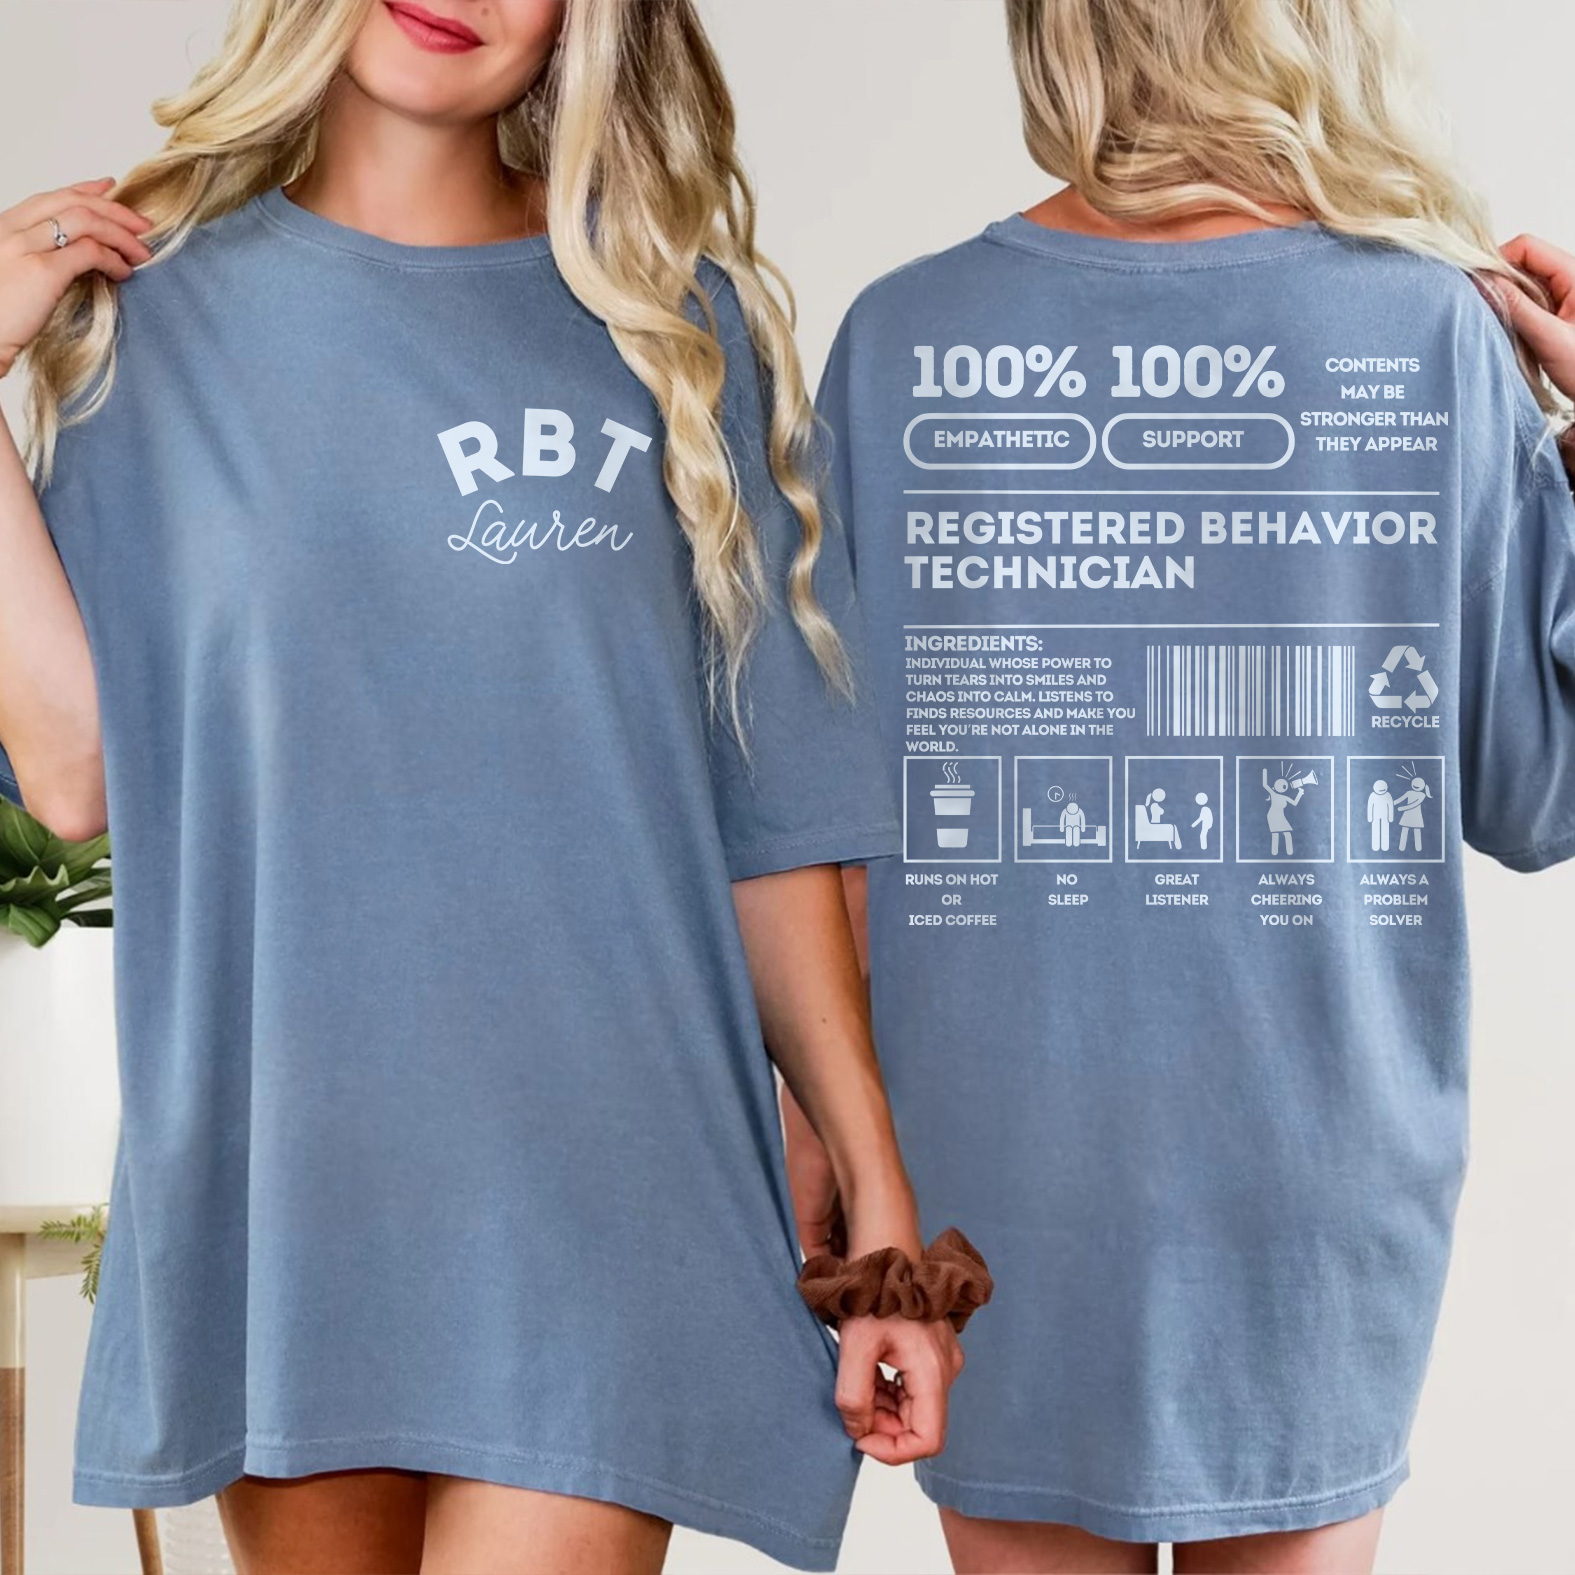 RBT
Lauren
100% 100%
EMPATHETIC SUPPORT
CONTENTS
MAY BE
STRONGER THAN
THEY APPEAR
REGISTERED BEHAVIOR
TECHNICIAN
INGREDIENTS:
INDIVIDUAL WHOSE POWER TO
TURN TEARS INTO SMILES AND
CHAOS INTO CALM. LISTENS TO
FINDS RESOURCES AND MAKE YOU
FEEL YOU'RE NOT ALONE IN THE
WORLD.
RECYCLE
RUNS ON HOT
OR
ICED COFFEE
NO
SLEEP
GREAT
LISTENER
ALWAYS
CHEERING
YOU ON
ALWAYS A
PROBLEM
SOLVER